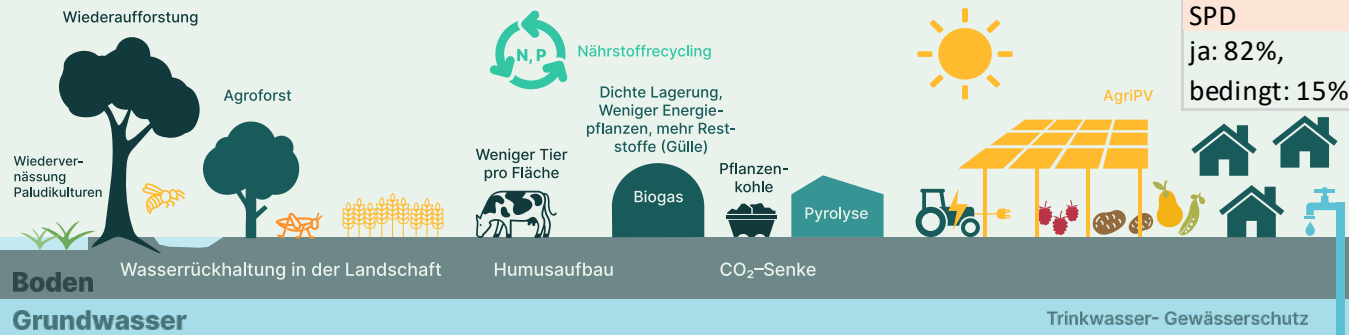 Wiederaufforstung
SPD
ja: 82%,
bedingt: 15%
N, P
Nährstoffrecycling
Agroforst
Dichte Lagerung,
Weniger Energie-
pflanzen, mehr Rest-
stoffe (Gülle)
AgriPV
Wiederver-
nässung
Paludikulturen
Weniger Tier
pro Fläche
Biogas
Pflanzen-
kohle
Pyrolyse
Wasserrückhaltung in der Landschaft
Humusaufbau
CO₂–Senke
Boden
Grundwasser
Trinkwasser- Gewässerschutz